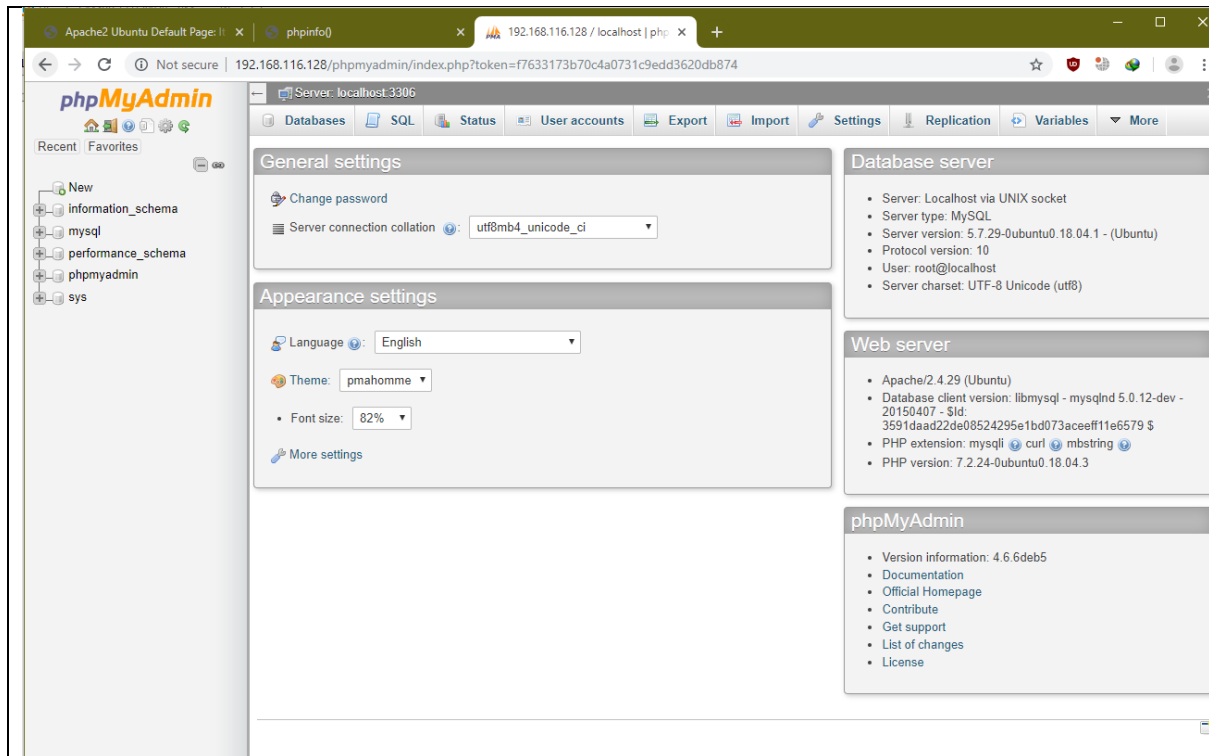 Apache2 Ubuntu Default Page: It
phpinfo()
192.168.116.128 / localhost | php
Not secure | 192.168.116.128/phpmyadmin/index.php?token=f7633173b70c4a0731c9edd3620db874
phpMyAdmin
Recent Favorites
New
information_schema
mysql
performance_schema
phpmyadmin
sys
Server: localhost:3306
Databases SQL Status User accounts Export Import Settings Replication Variables More
General settings
Change password
Server connection collation : utf8mb4_unicode_ci
Appearance settings
Language : English
Theme: pmahomme
Font size: 82%
More settings
Database server
Server: Localhost via UNIX socket
Server type: MySQL
Server version: 5.7.29-0ubuntu0.18.04.1 - (Ubuntu)
Protocol version: 10
User: root@localhost
Server charset: UTF-8 Unicode (utf8)
Web server
Apache/2.4.29 (Ubuntu)
Database client version: libmysql - mysqlnd 5.0.12-dev -
20150407 - $Id:
3591daad22de08524295e1bd073aceeff11e6579 $
PHP extension: mysqli curl mbstring
PHP version: 7.2.24-0ubuntu0.18.04.3
phpMyAdmin
Version information: 4.6.6deb5
Documentation
Official Homepage
Contribute
Get support
List of changes
License